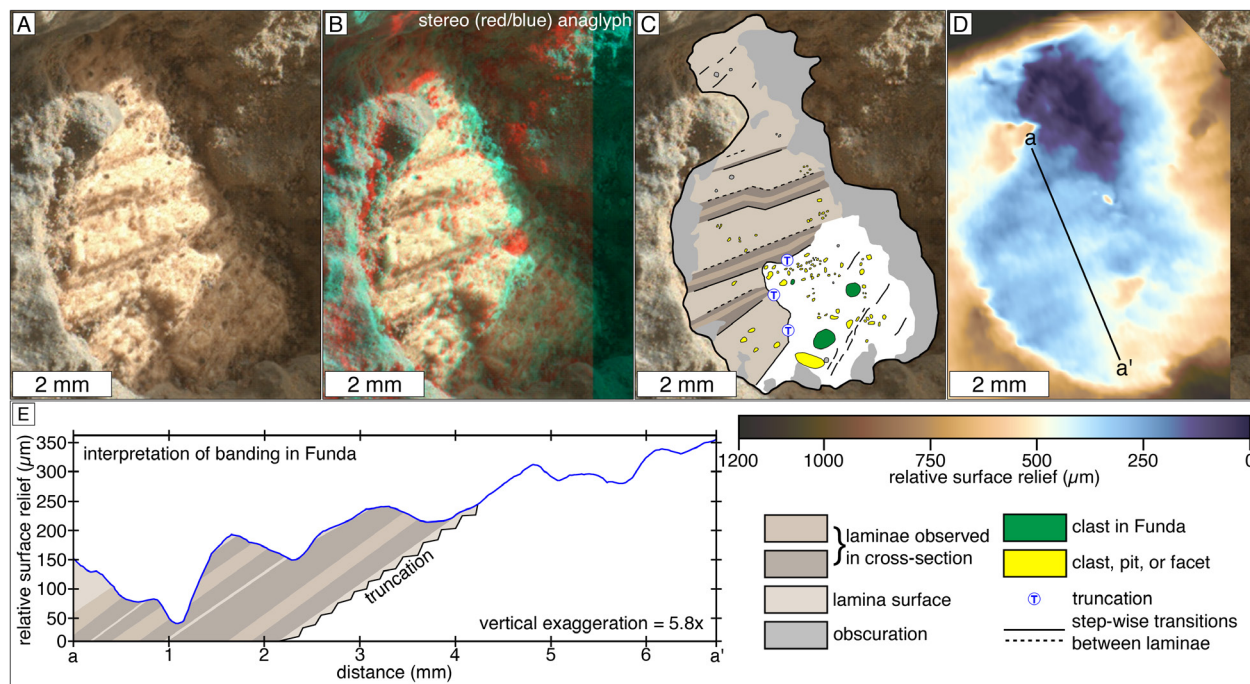 A
B
stereo (red/blue) anaglyph
C
D
T
T
T
a
a'
2 mm
2 mm
2 mm
2 mm
E
interpretation of banding in Funda
relative surface relief (µm)
350
300
250
200
150
100
50
0
truncation
vertical exaggeration = 5.8x
a
1
2
3
4
5
6
a'
distance (mm)
1200
1000
750
500
250
0
relative surface relief (µm)
laminae observed
in cross-section
lamina surface
obscuration
clast in Funda
clast, pit, or facet
T
truncation
step-wise transitions
between laminae